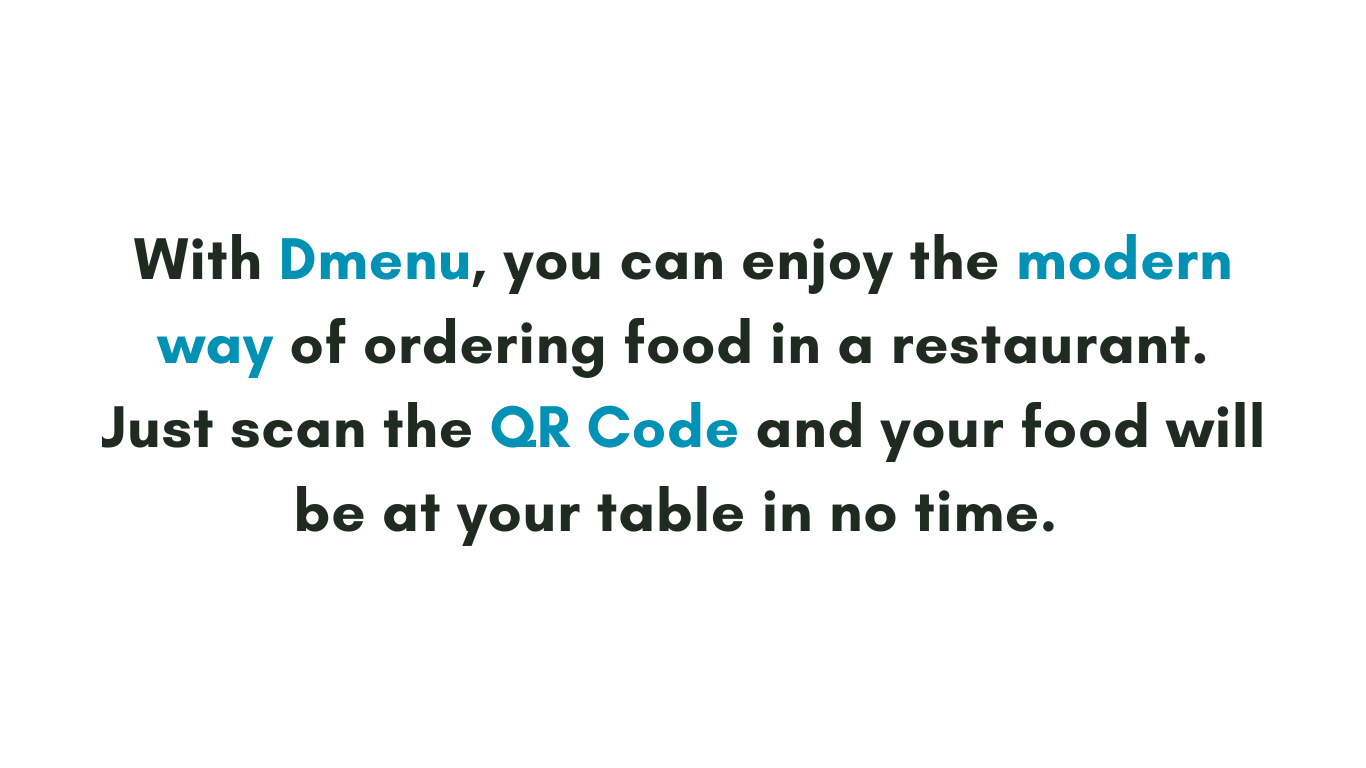 With Dmenu, you can enjoy the modern
way of ordering food in a restaurant.
Just scan the QR Code and your food will
be at your table in no time.